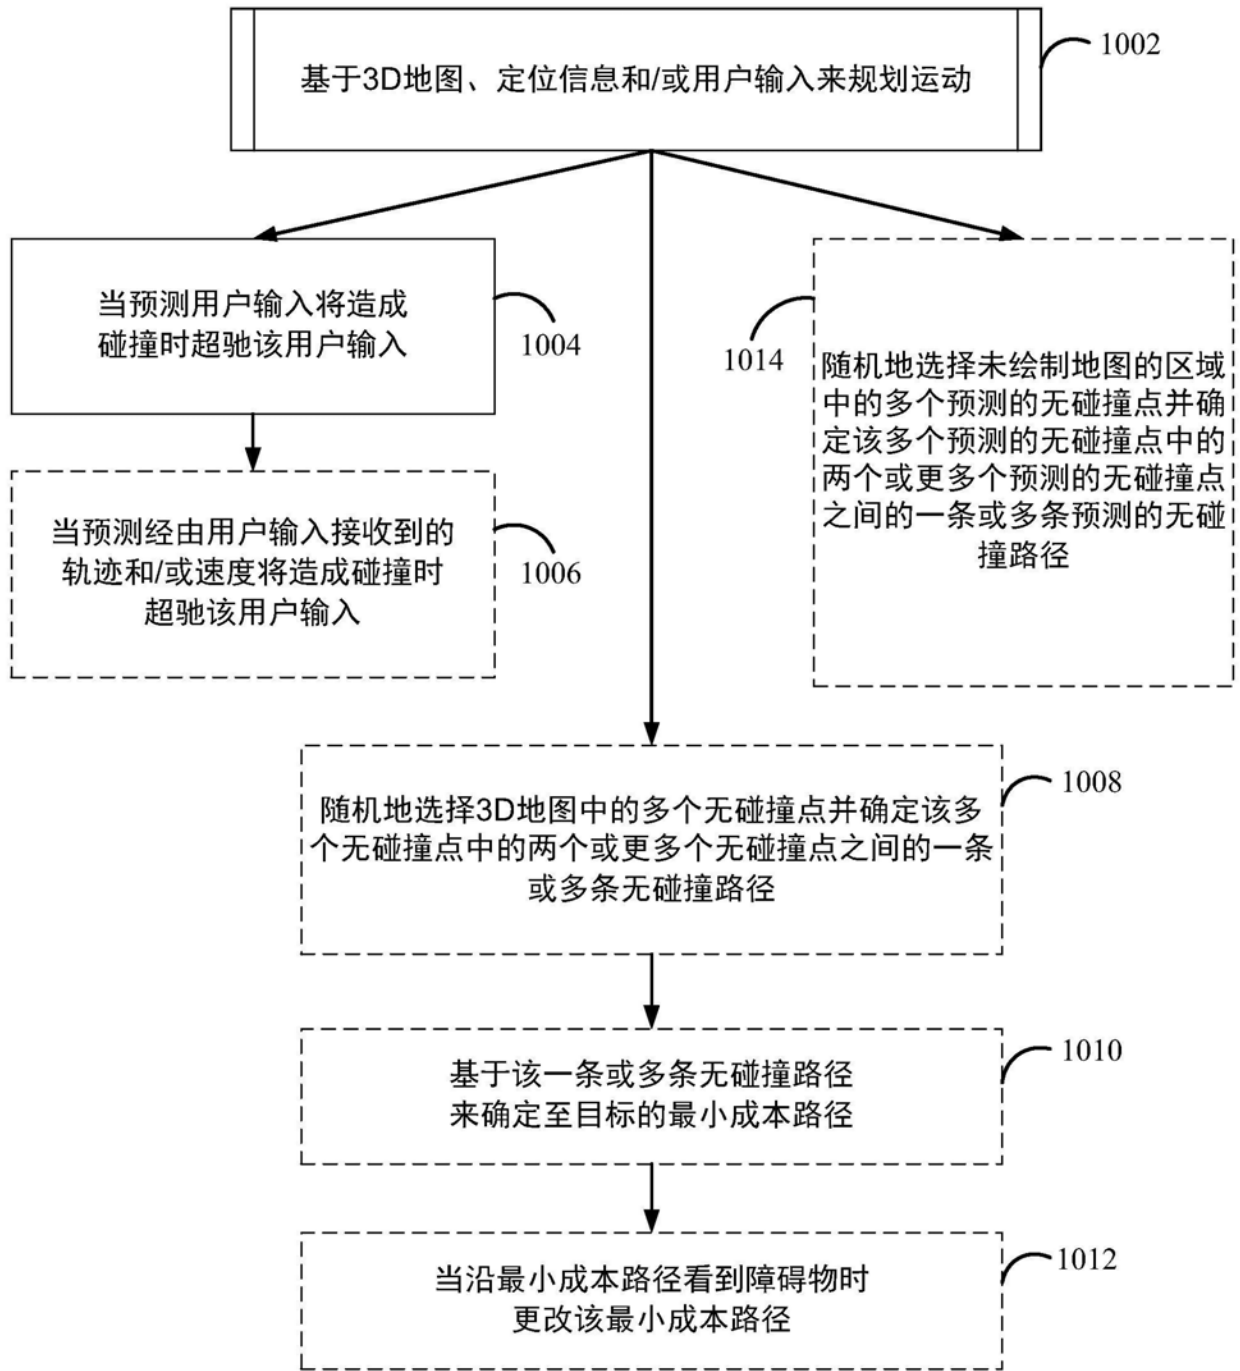 基于3D地图、定位信息和/或用户输入来规划运动
1002
当预测用户输入将造成
碰撞时超驰该用户输入
1004
当预测经由用户输入接收到的
轨迹和/或速度将造成碰撞时
超驰该用户输入
1006
1014
随机地选择未绘制地图的区域
中的多个预测的无碰撞点并确
定该多个预测的无碰撞点中的
两个或更多个预测的无碰撞点
之间的一条或多条预测的无碰
撞路径
随机地选择3D地图中的多个无碰撞点并确定该多
个无碰撞点中的两个或更多个无碰撞点之间的一条
或多条无碰撞路径
1008
基于该一条或多条无碰撞路径
来确定至目标的最小成本路径
1010
当沿最小成本路径看到障碍物时
更改该最小成本路径
1012